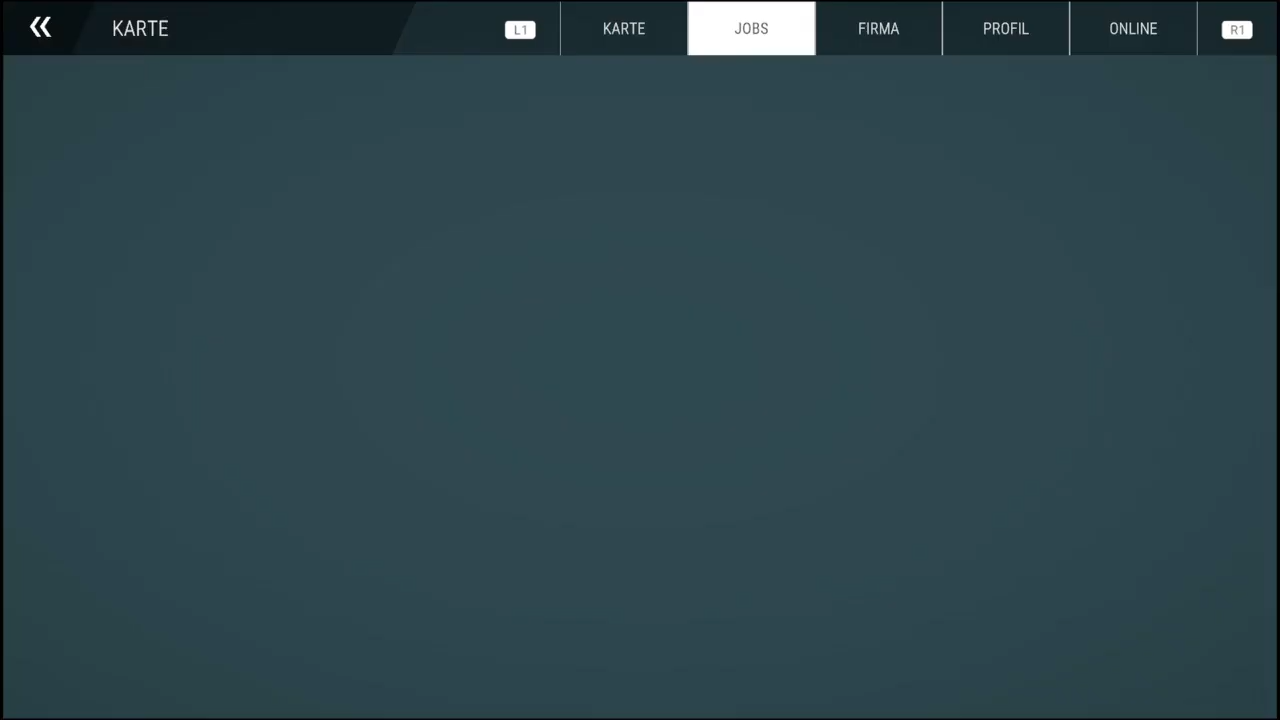 KARTE
L1
KARTE
JOBS
FIRMA
PROFIL
ONLINE
R1